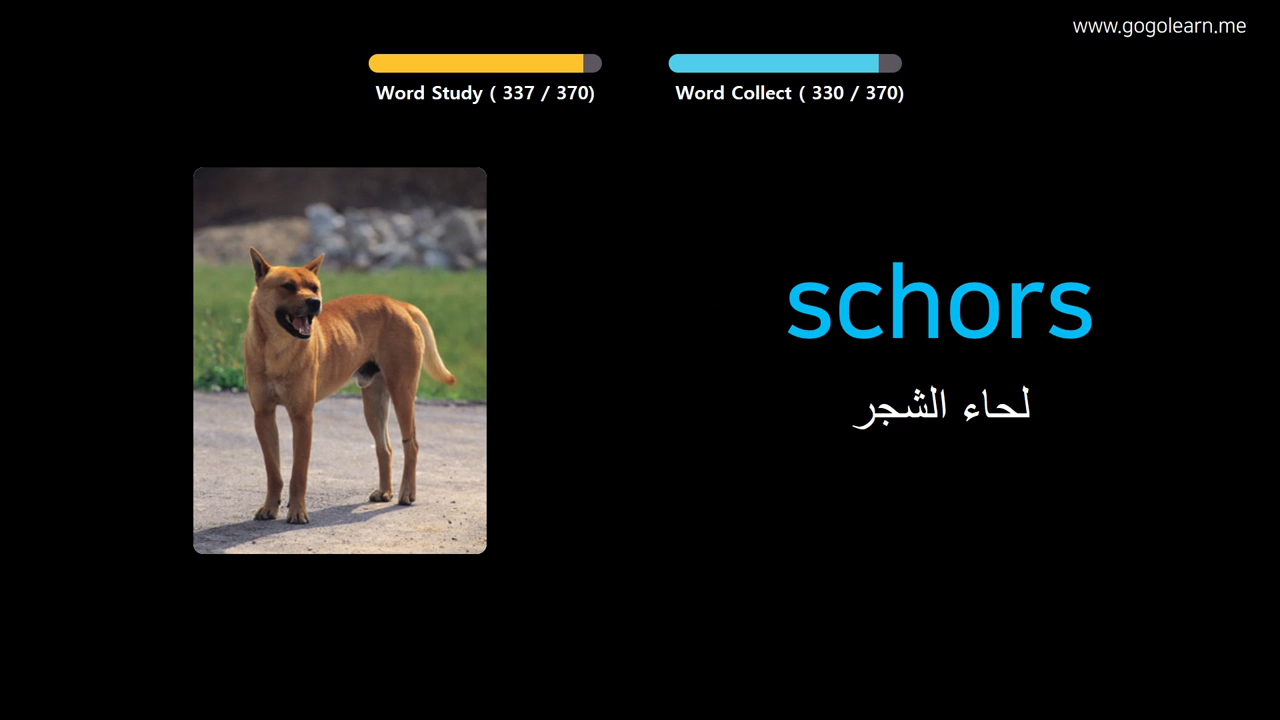 www.gogolearn.me
Word Study ( 337 / 370)
Word Collect ( 330 / 370)
schors
لحاء الشجر